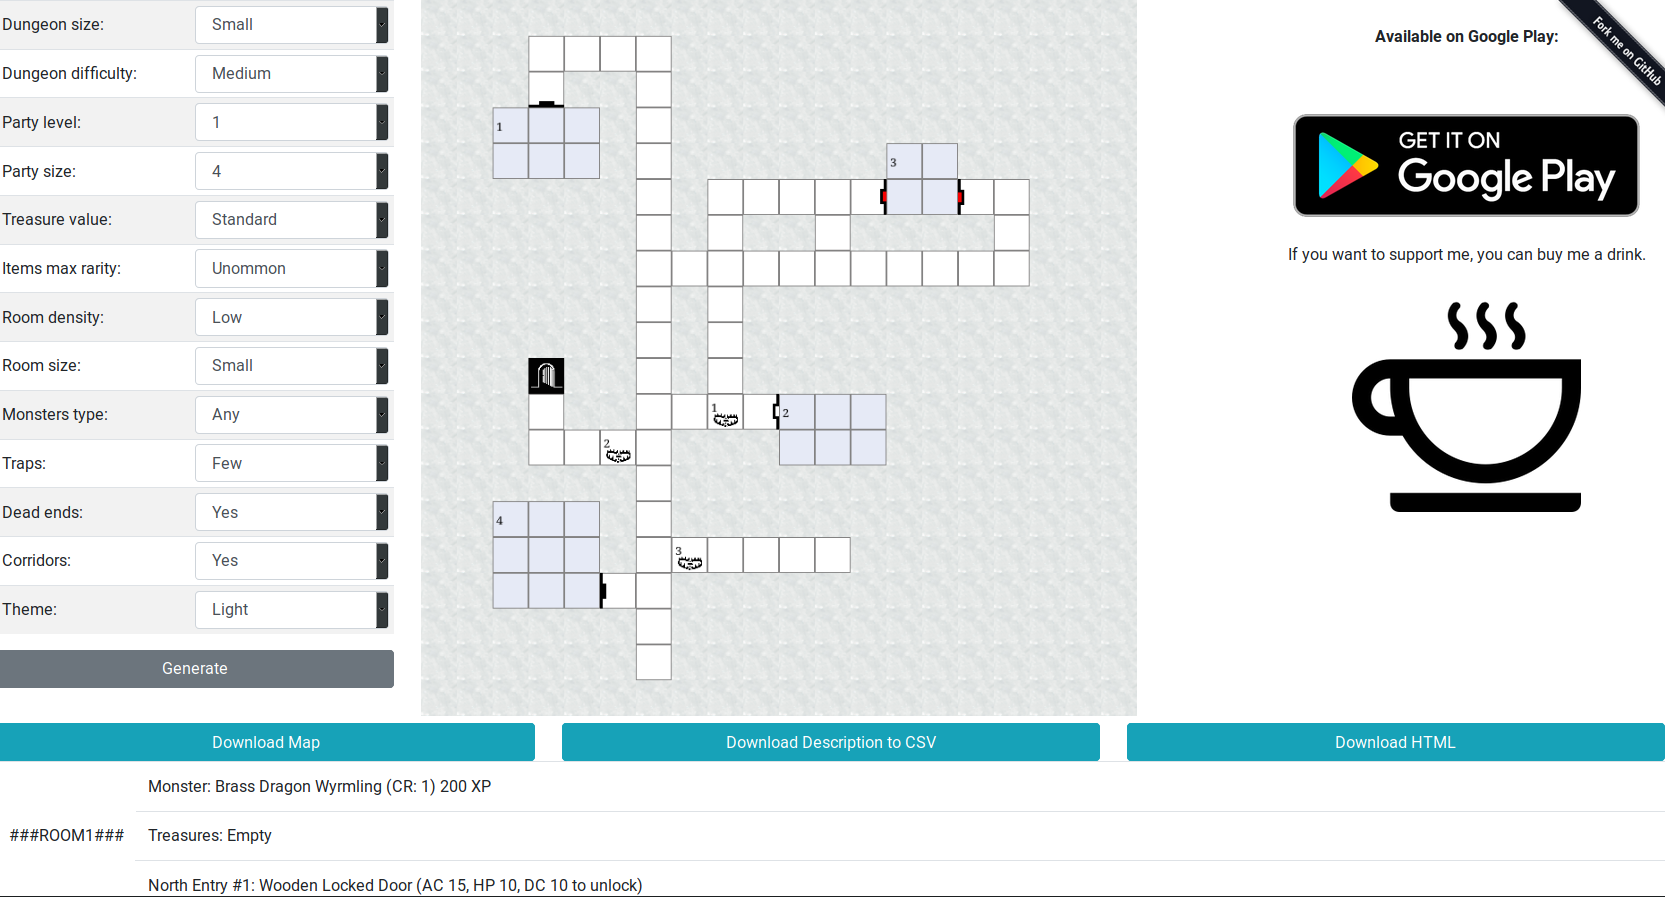 Dungeon size:
Small
Dungeon difficulty:
Medium
Party level:
1
Party size:
4
Treasure value:
Standard
Items max rarity:
Unommon
Room density:
Low
Room size:
Small
Monsters type:
Any
Traps:
Few
Dead ends:
Yes
Corridors:
Yes
Theme:
Light
Generate
1
3
1
2
2
4
3
Available on Google Play:
Fork me on GitHub
GET IT ON
Google Play
If you want to support me, you can buy me a drink.
Download Map
Download Description to CSV
Download HTML
###ROOM1###
Monster: Brass Dragon Wyrmling (CR: 1) 200 XP
Treasures: Empty
North Entry #1: Wooden Locked Door (AC 15, HP 10, DC 10 to unlock)